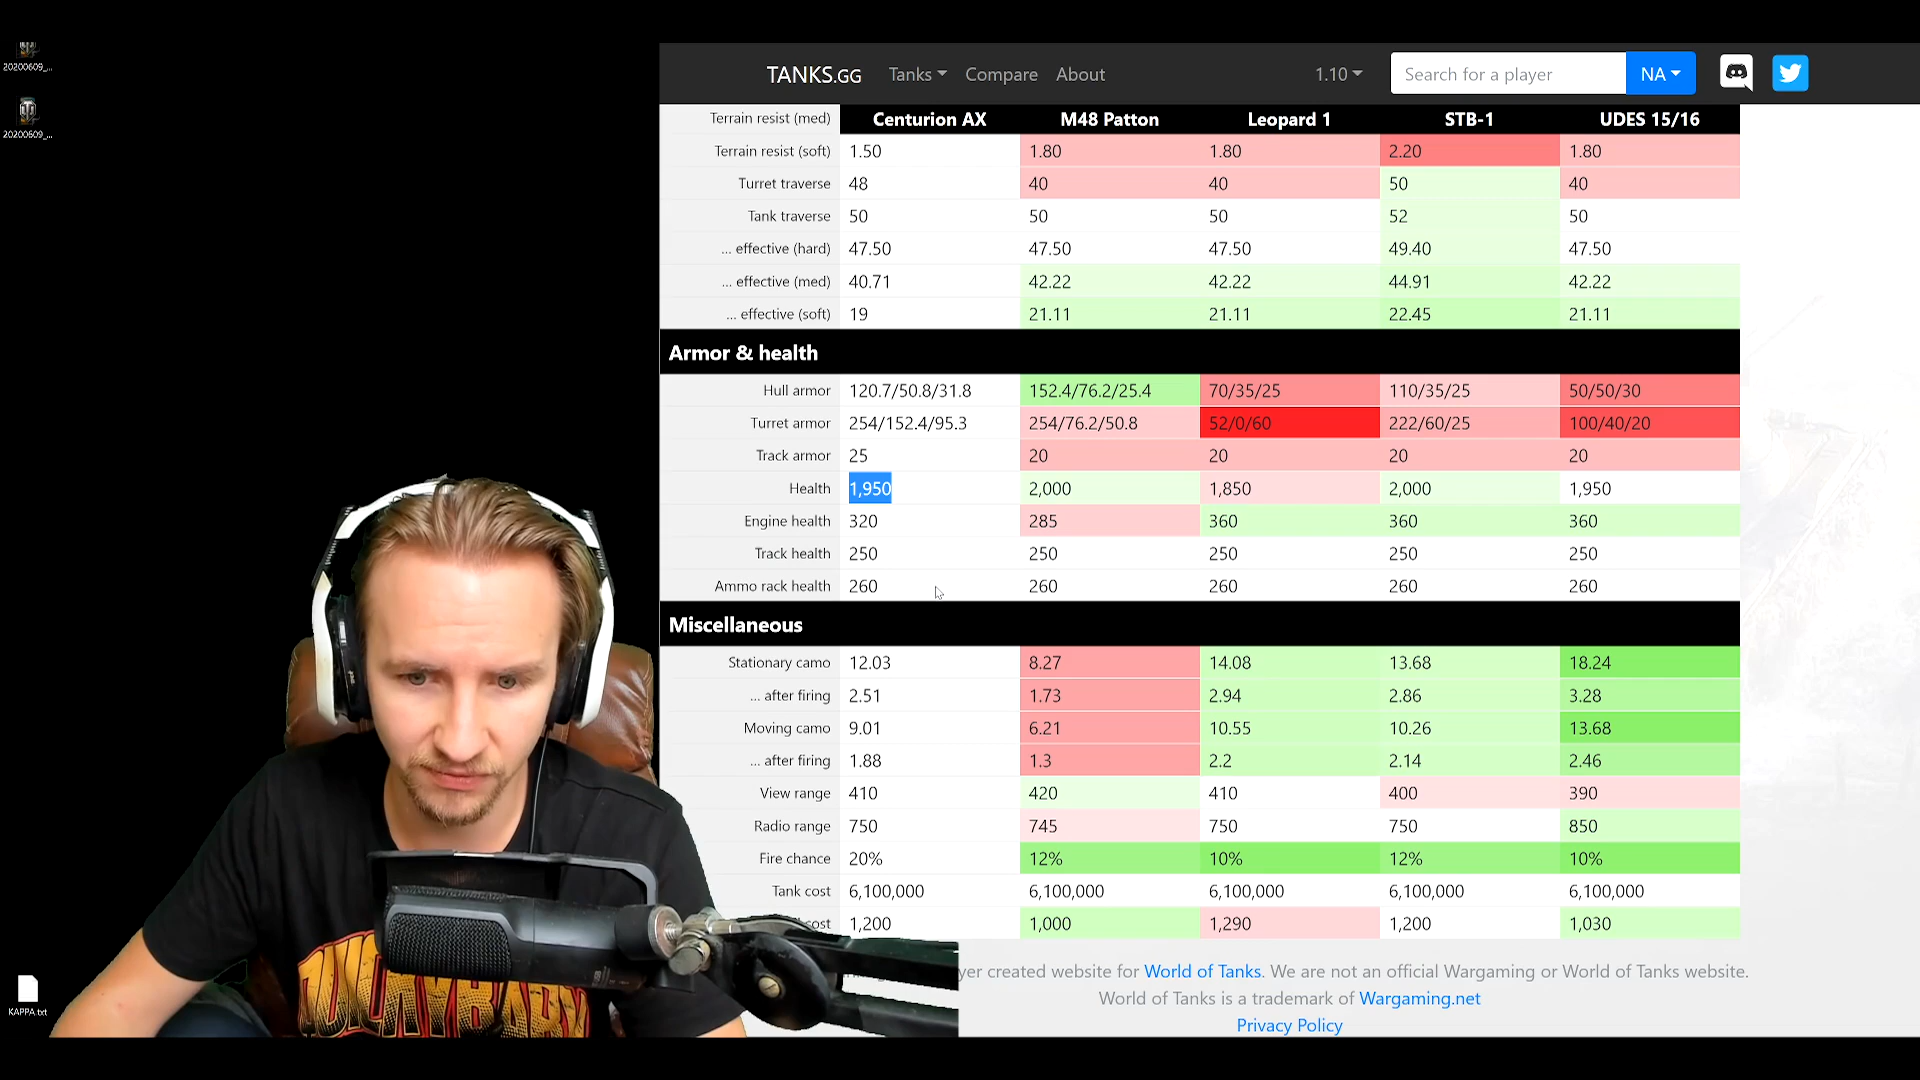 20200609_...
20200609_...
KAPPA.txt
TANKS.GG Tanks Compare About 1.10 Search for a player NA
Terrain resist (med) Centurion AX M48 Patton Leopard 1 STB-1 UDES 15/16
Terrain resist (soft) 1.50 1.80 1.80 2.20 1.80
Turret traverse 48 40 40 50 40
Tank traverse 50 50 50 52 50
... effective (hard) 47.50 47.50 47.50 49.40 47.50
... effective (med) 40.71 42.22 42.22 44.91 42.22
... effective (soft) 19 21.11 21.11 22.45 21.11
Armor & health
Hull armor 120.7/50.8/31.8 152.4/76.2/25.4 70/35/25 110/35/25 50/50/30
Turret armor 254/152.4/95.3 254/76.2/50.8 52/0/60 222/60/25 100/40/20
Track armor 25 20 20 20 20
Health 1,950 2,000 1,850 2,000 1,950
Engine health 320 285 360 360 360
Track health 250 250 250 250 250
Ammo rack health 260 260 260 260 260
Miscellaneous
Stationary camo 12.03 8.27 14.08 13.68 18.24
... after firing 2.51 1.73 2.94 2.86 3.28
Moving camo 9.01 6.21 10.55 10.26 13.68
... after firing 1.88 1.3 2.2 2.14 2.46
View range 410 420 410 400 390
Radio range 750 745 750 750 850
Fire chance 20% 12% 10% 12% 10%
Tank cost 6,100,000 6,100,000 6,100,000 6,100,000 6,100,000
cost 1,200 1,000 1,290 1,200 1,030
created website for World of Tanks. We are not an official Wargaming or World of Tanks website.
World of Tanks is a trademark of Wargaming.net
Privacy Policy